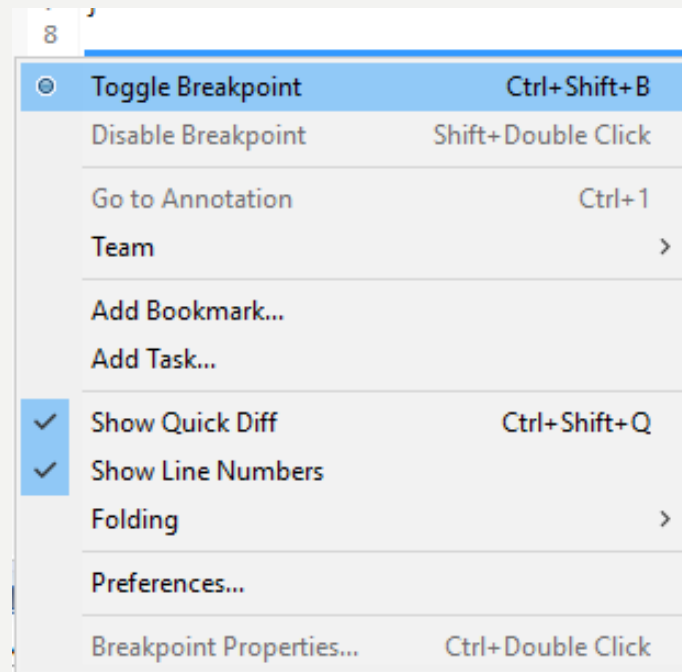 8
Toggle Breakpoint Ctrl+Shift+B
Disable Breakpoint Shift+Double Click
Go to Annotation Ctrl+1
Team
Add Bookmark...
Add Task...
Show Quick Diff Ctrl+Shift+Q
Show Line Numbers
Folding
Preferences...
Breakpoint Properties... Ctrl+Double Click